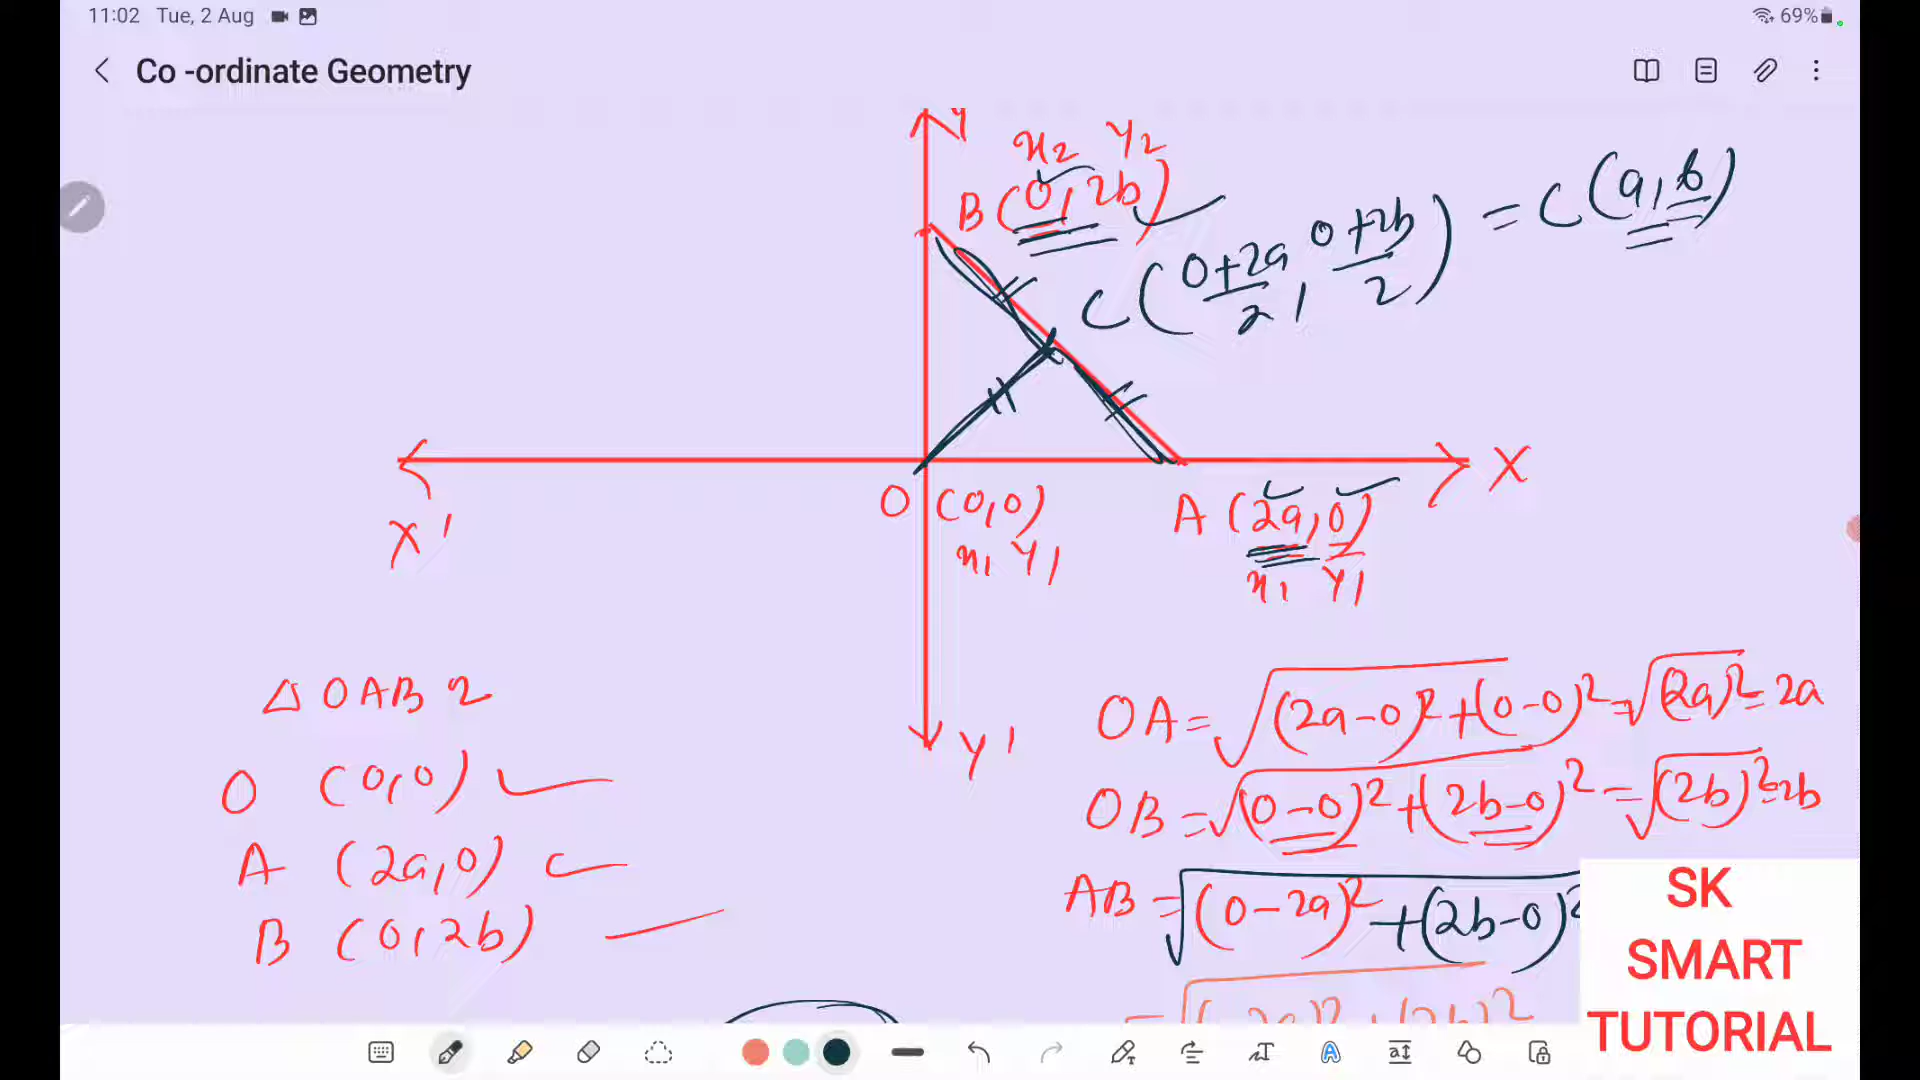 11:02 Tue, 2 Aug 69%
Co -ordinate Geometry
Y
x2 y2
B (0, 2b)
C (0+2a/2, 0+2b/2) = C (a, b)
X
O (0,0)
A (2a, 0)
X'
x1 y1
x1 y1
△ OAB
Y'
O (0,0)
A (2a,0)
B (0,2b)
OA = √(2a-0)²+(0-0)² = √(2a)² = 2a
OB = √(0-0)²+(2b-0)² = √(2b)² = 2b
AB = √(0-2a)²+(2b-0)²
SK
SMART
TUTORIAL